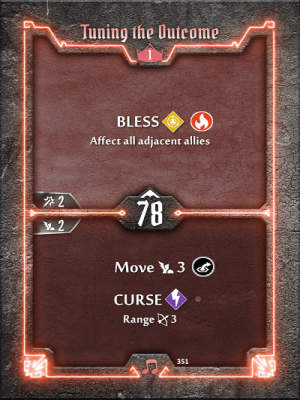 Tuning the Outcome
1
BLESS
Affect all adjacent allies
2
78
2
Move 3
CURSE
Range 3
351